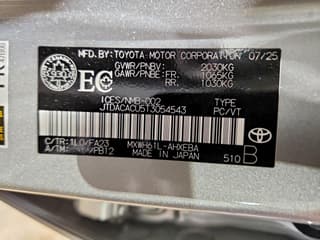 MFD.BY:TOYOTA MOTOR CORPORATION 07/25
GVWR/PNBV: 2030KG
GAWR/PNBE:FR. 1065KG
RR. 1030KG
EC
ICES/NMB-002
TYPE
JTDACACU5T3054543
PC/VT
C/TR:1L0/FA23
MXWH61L-AHXEBA
A/TM:
MADE IN JAPAN
510 B